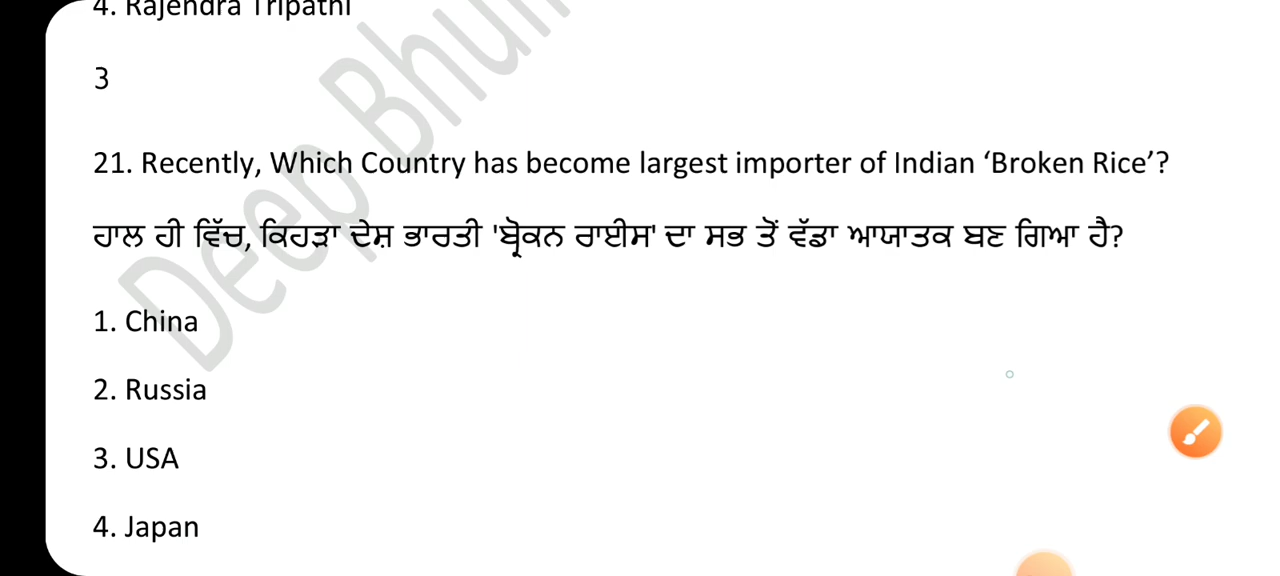 4. Rajendra Tripathi
3
21. Recently, Which Country has become largest importer of Indian ‘Broken Rice’?
ਹਾਲ ਹੀ ਵਿੱਚ, ਕਿਹੜਾ ਦੇਸ਼ ਭਾਰਤੀ 'ਬ੍ਰੋਕਨ ਰਾਈਸ' ਦਾ ਸਭ ਤੋਂ ਵੱਡਾ ਆਯਾਤਕ ਬਣ ਗਿਆ ਹੈ?
1. China
2. Russia
3. USA
4. Japan
Deep